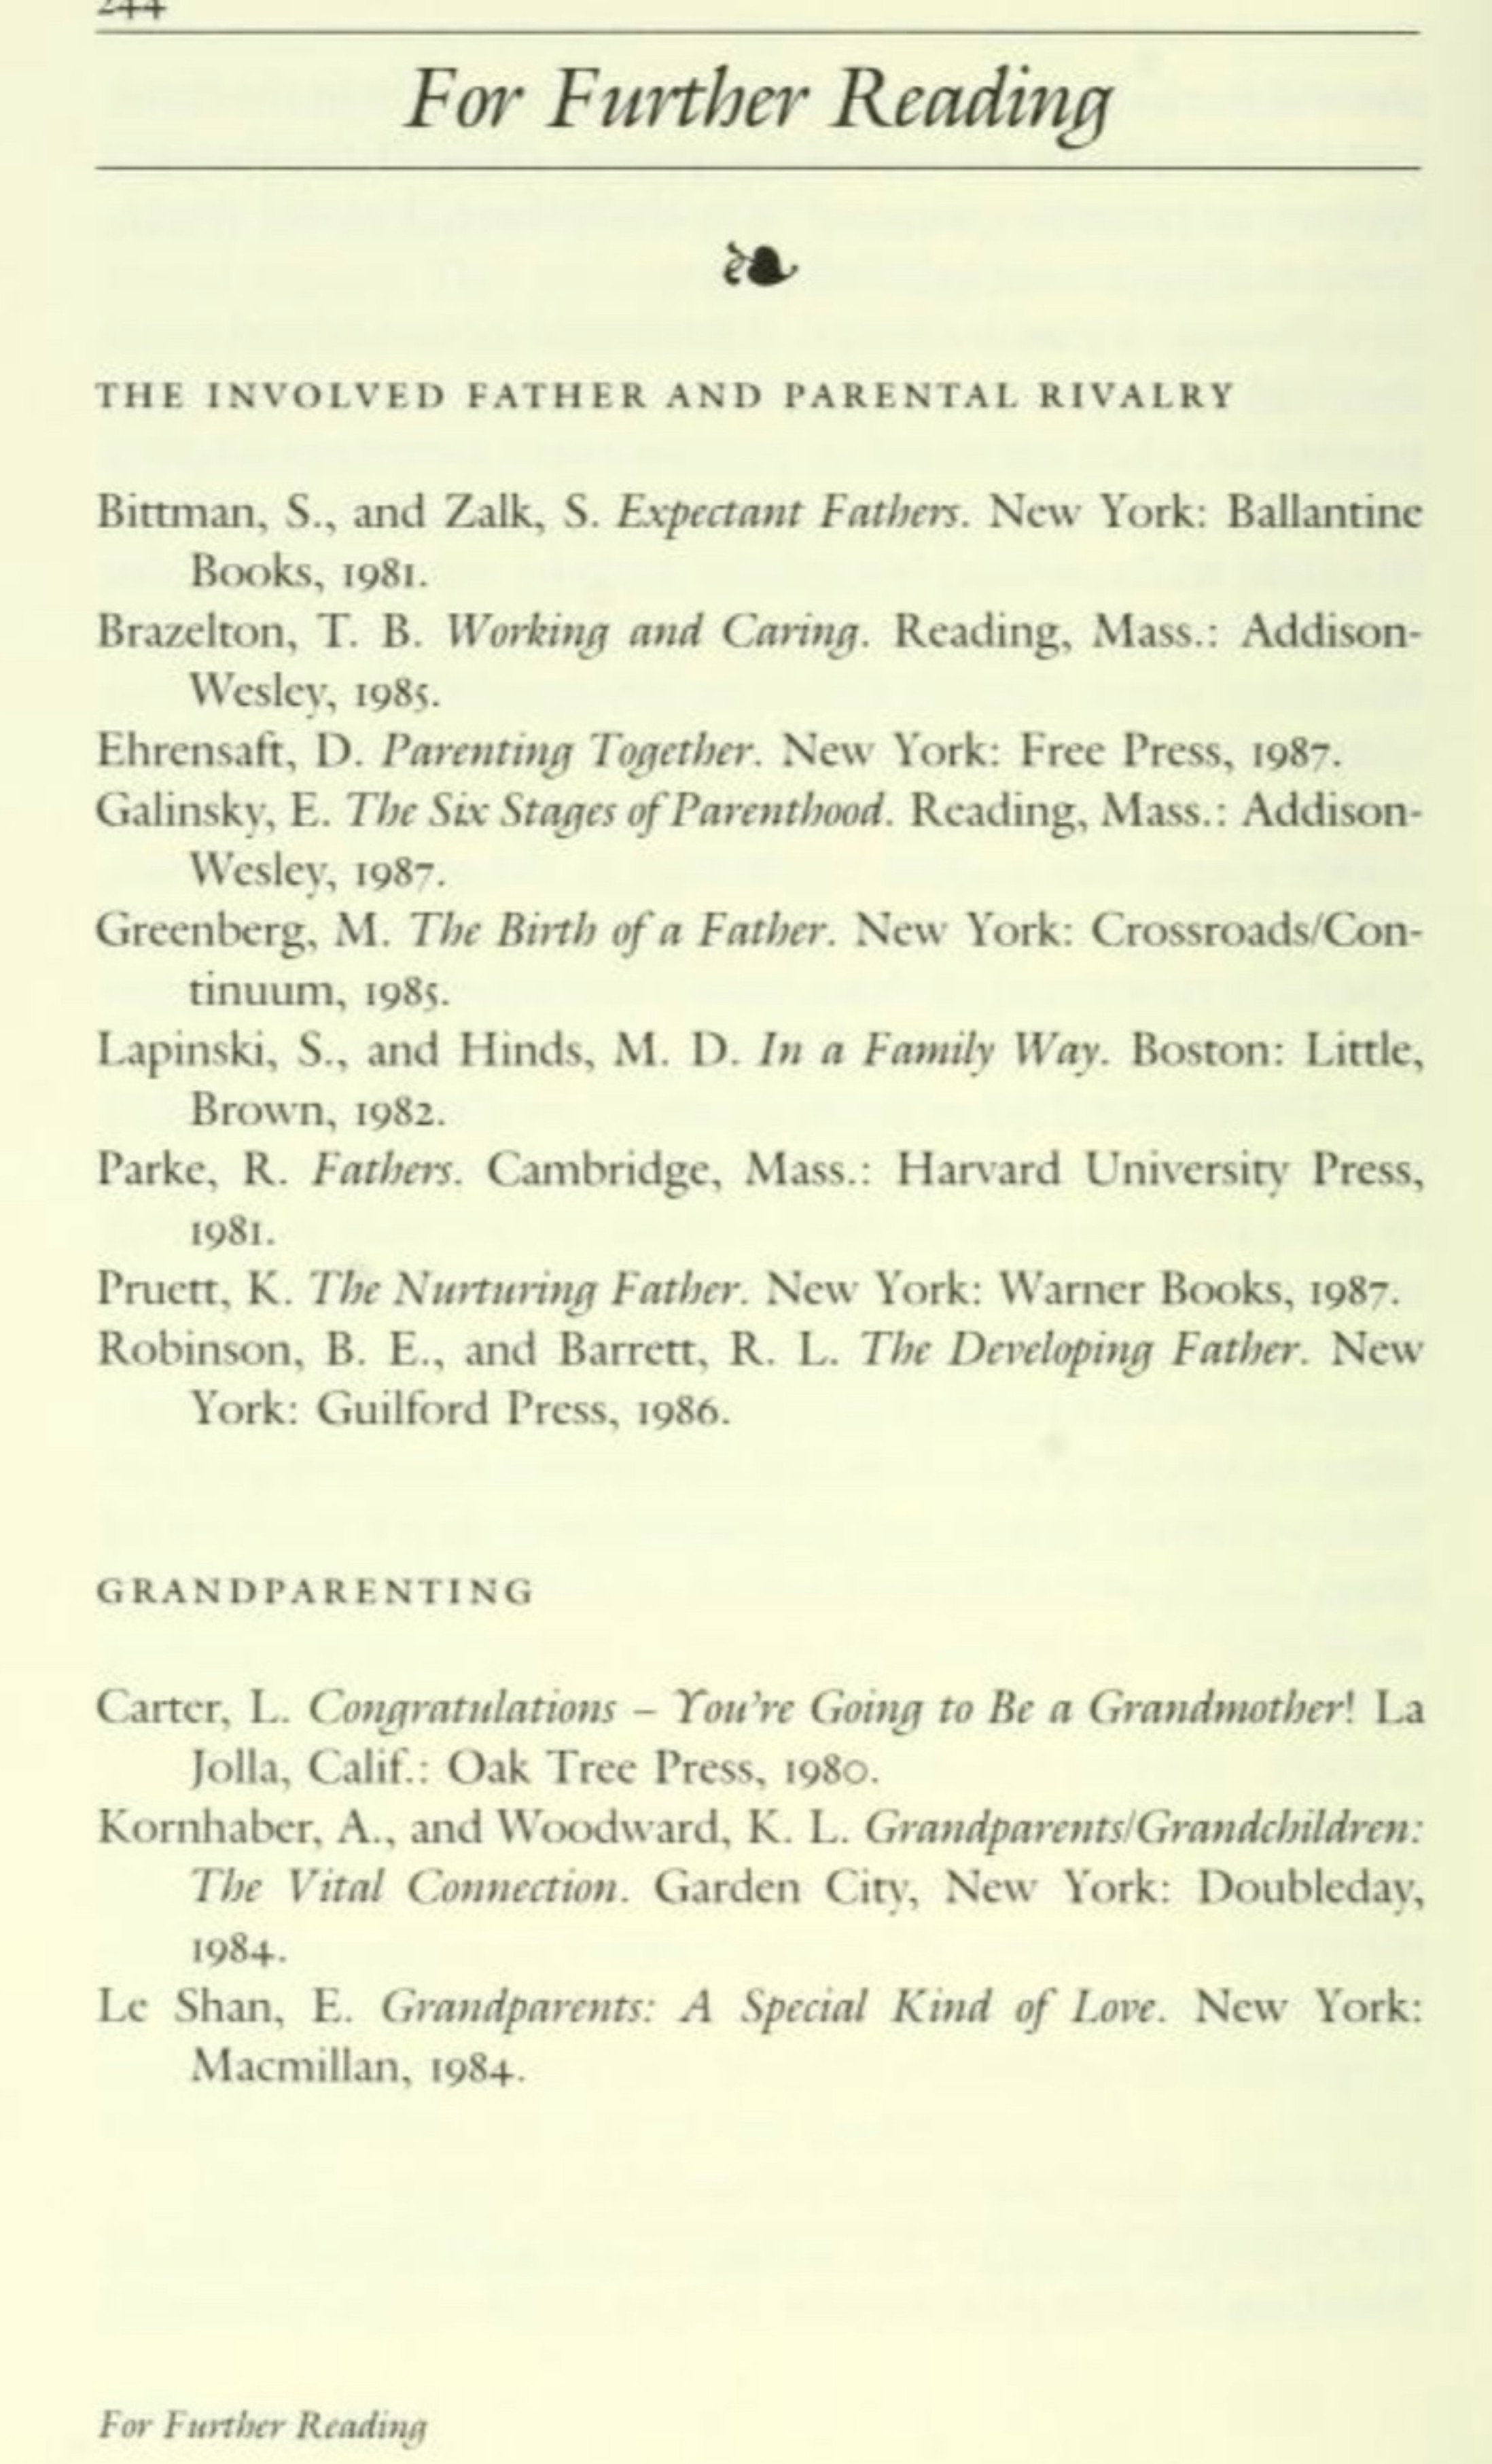 244
For Further Reading
THE INVOLVED FATHER AND PARENTAL RIVALRY
Bittman, S., and Zalk, S. Expectant Fathers. New York: Ballantine
Books, 1981.
Brazelton, T. B. Working and Caring. Reading, Mass.: Addison-
Wesley, 1985.
Ehrensaft, D. Parenting Together. New York: Free Press, 1987.
Galinsky, E. The Six Stages of Parenthood. Reading, Mass.: Addison-
Wesley, 1987.
Greenberg, M. The Birth of a Father. New York: Crossroads/Con-
tinuum, 1985.
Lapinski, S., and Hinds, M. D. In a Family Way. Boston: Little,
Brown, 1982.
Parke, R. Fathers. Cambridge, Mass.: Harvard University Press,
1981.
Pruett, K. The Nurturing Father. New York: Warner Books, 1987.
Robinson, B. E., and Barrett, R. L. The Developing Father. New
York: Guilford Press, 1986.
GRANDPARENTING
Carter, L. Congratulations – You're Going to Be a Grandmother! La
Jolla, Calif.: Oak Tree Press, 1980.
Kornhaber, A., and Woodward, K. L. Grandparents/Grandchildren:
The Vital Connection. Garden City, New York: Doubleday,
1984.
Le Shan, E. Grandparents: A Special Kind of Love. New York:
Macmillan, 1984.
For Further Reading